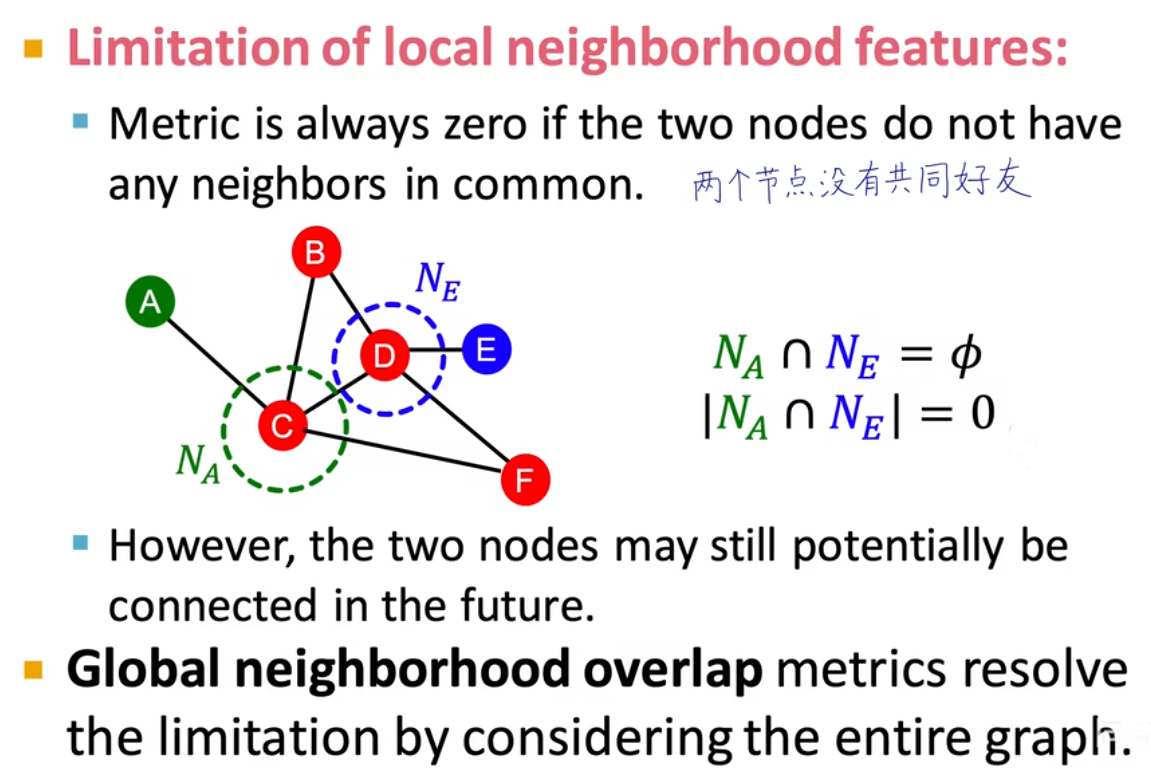 Limitation of local neighborhood features:
Metric is always zero if the two nodes do not have
any neighbors in common. 两个节点没有共同好友
B
N_E
A
D
E
N_A ∩ N_E = ϕ
C
|N_A ∩ N_E| = 0
N_A
F
However, the two nodes may still potentially be
connected in the future.
Global neighborhood overlap metrics resolve
the limitation by considering the entire graph.